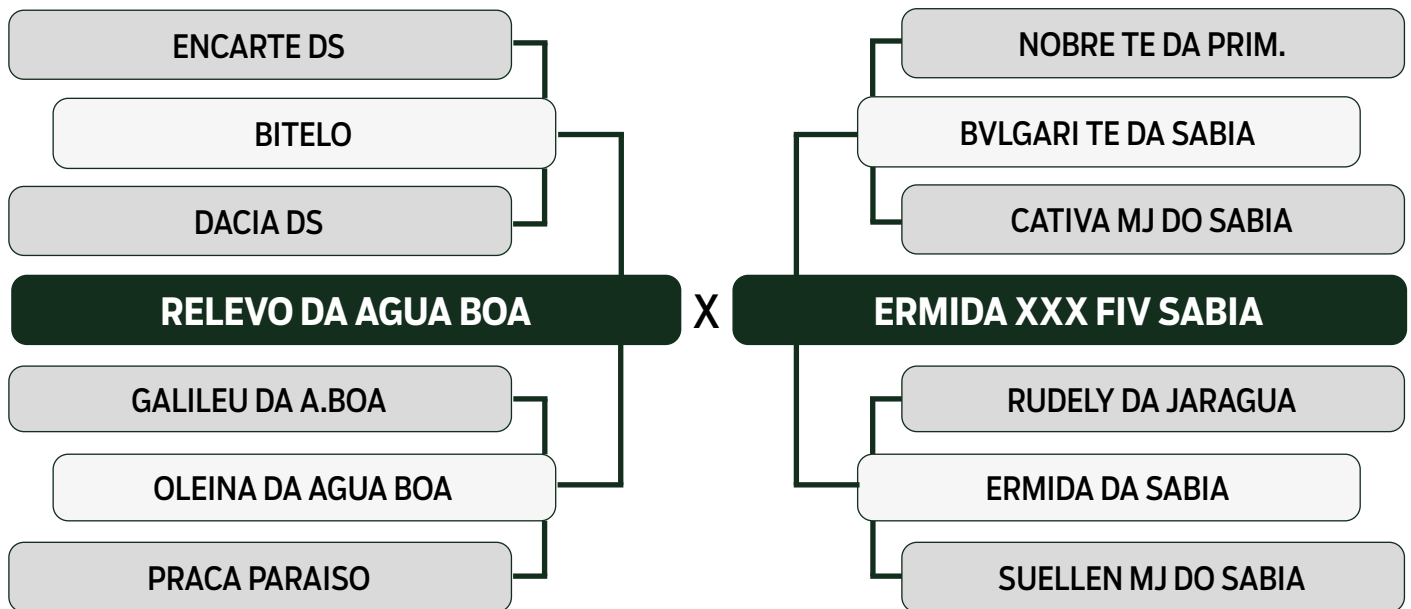 ENCARTE DS
BITELO
DACIA DS
RELEVO DA AGUA BOA
GALILEU DA A.BOA
OLEINA DA AGUA BOA
PRACA PARAISO
X
NOBRE TE DA PRIM.
BVLGARI TE DA SABIA
CATIVA MJ DO SABIA
ERMIDA XXX FIV SABIA
RUDELY DA JARAGUA
ERMIDA DA SABIA
SUELLEN MJ DO SABIA